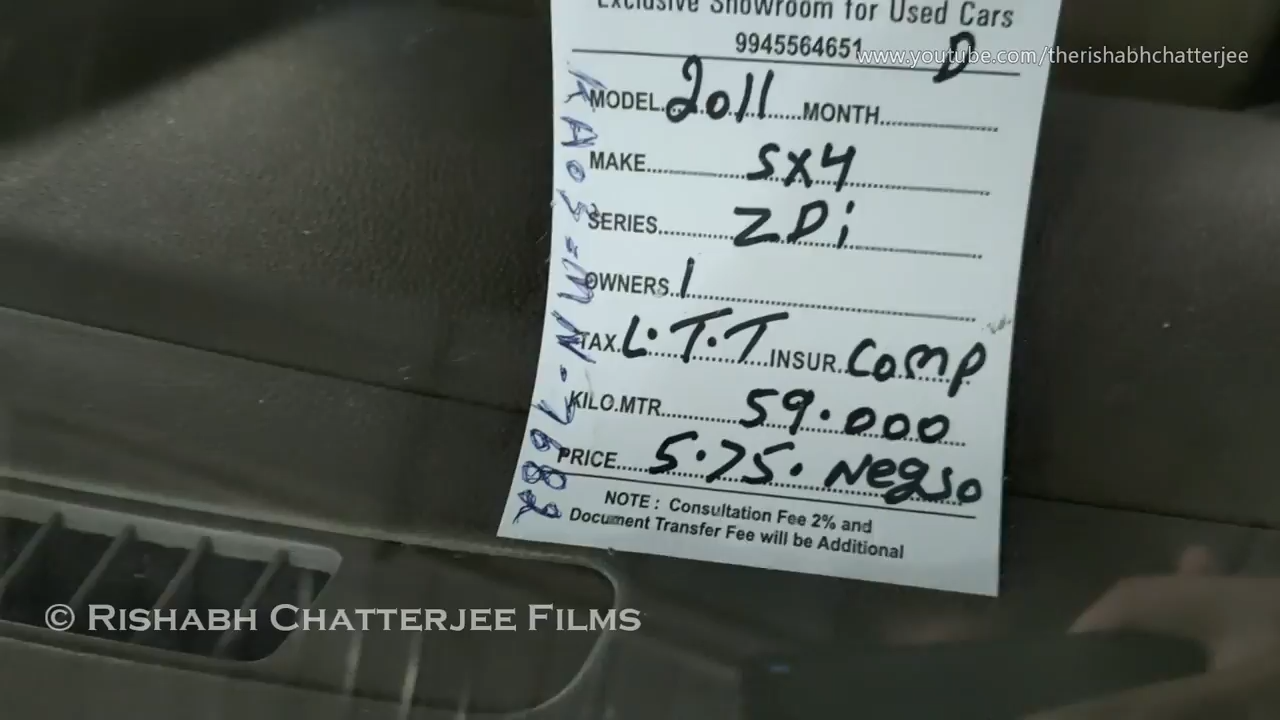 Exclusive Showroom for Used Cars
9945564651
D
www.youtube.com/therishabhchatterjee
MODEL. 2011 MONTH
MAKE SX4
SERIES ZDi
OWNERS 1
TAX L.T.T INSUR. Comp
KILO.MTR 59.000
PRICE 5.75. Negso
NOTE : Consultation Fee 2% and
Document Transfer Fee will be Additional
© RISHABH CHATTERJEE FILMS